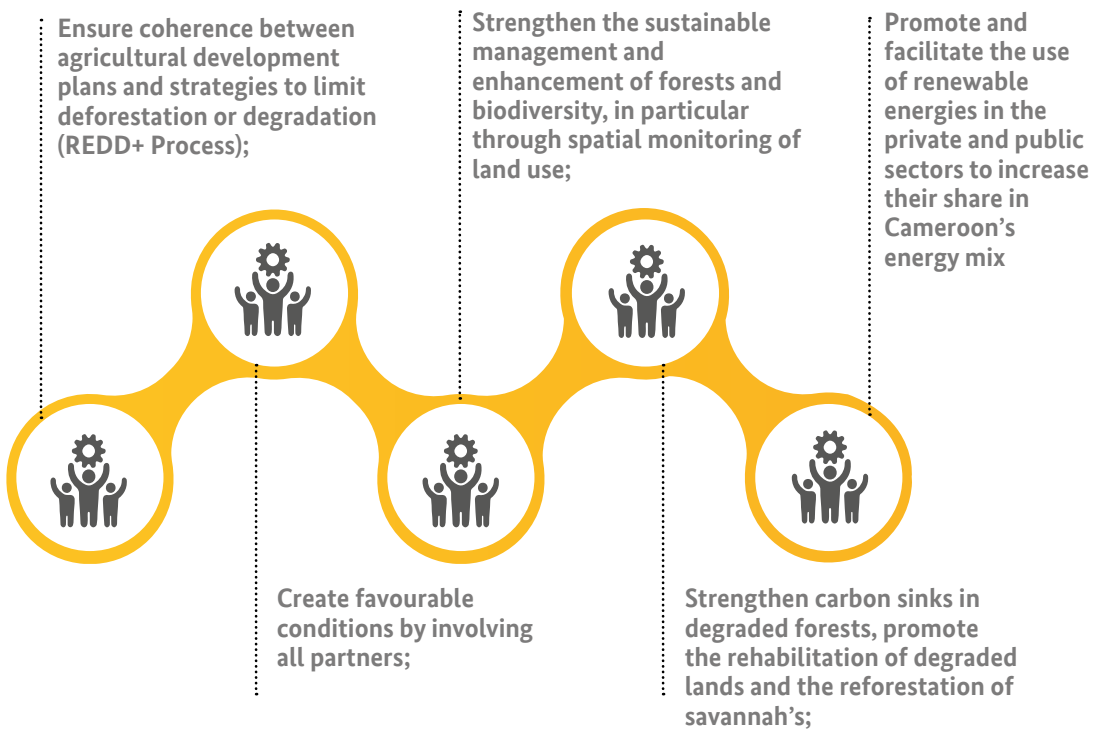 Ensure coherence between
agricultural development
plans and strategies to limit
deforestation or degradation
(REDD+ Process);
Create favourable
conditions by involving
all partners;
Strengthen the sustainable
management and
enhancement of forests and
biodiversity, in particular
through spatial monitoring of
land use;
Strengthen carbon sinks in
degraded forests, promote
the rehabilitation of degraded
lands and the reforestation of
savannah's;
Promote and
facilitate the use
of renewable
energies in the
private and public
sectors to increase
their share in
Cameroon's
energy mix